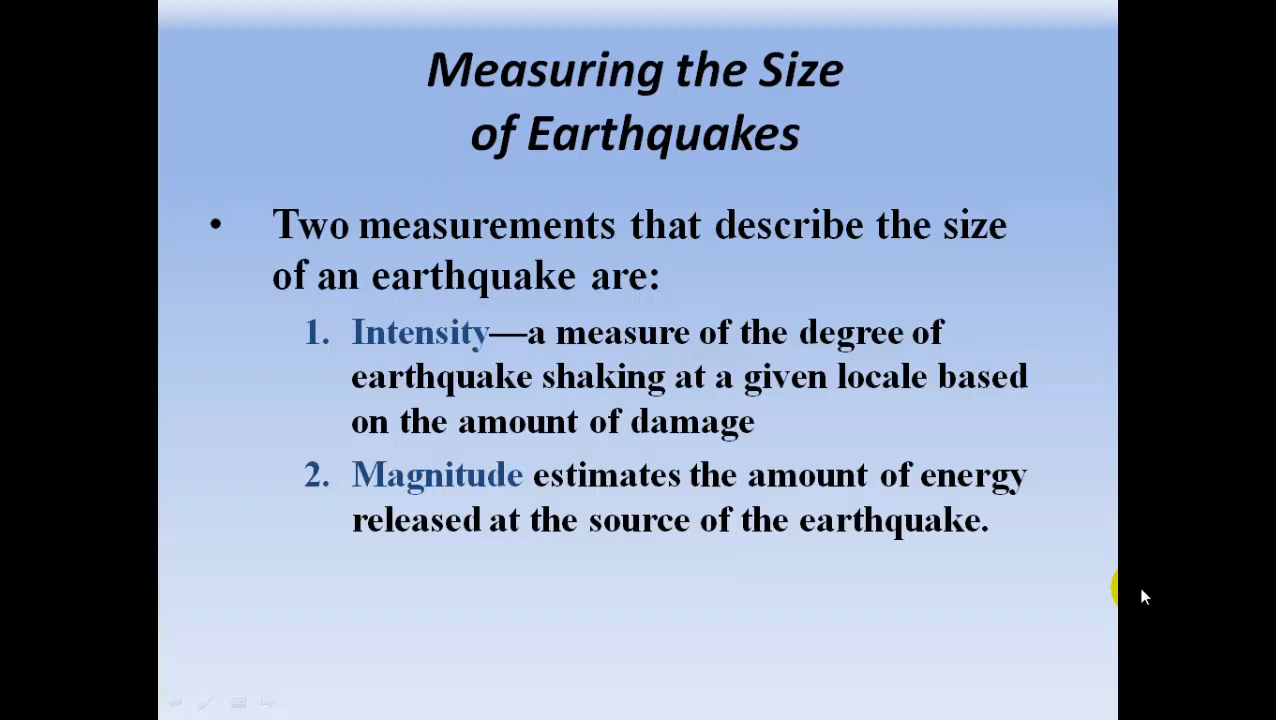 Measuring the Size
of Earthquakes
• Two measurements that describe the size
of an earthquake are:
1. Intensity—a measure of the degree of
earthquake shaking at a given locale based
on the amount of damage
2. Magnitude estimates the amount of energy
released at the source of the earthquake.